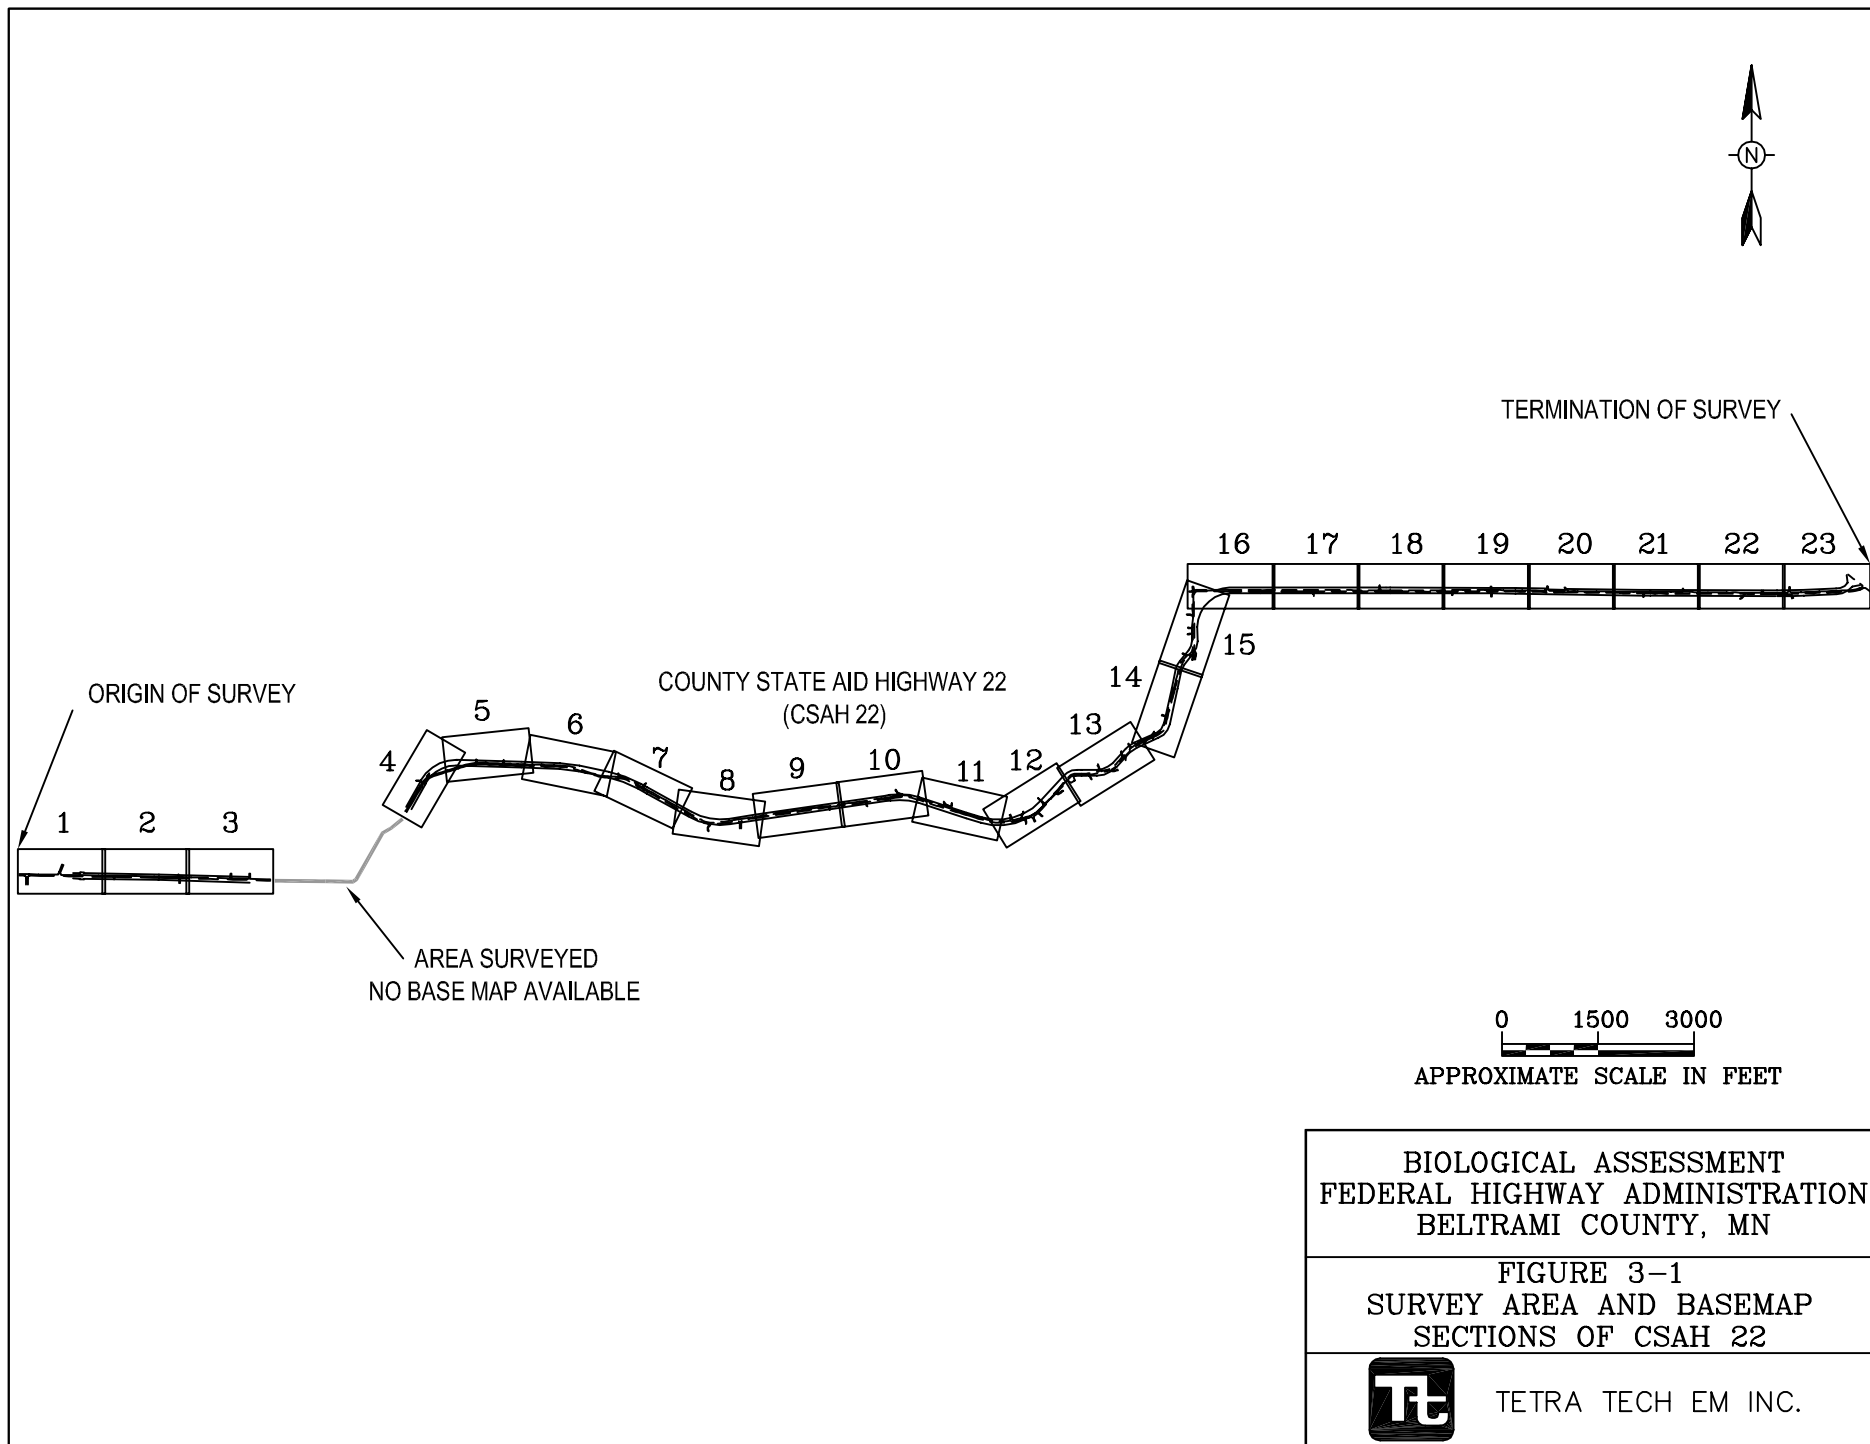 N
TERMINATION OF SURVEY
16 17 18 19 20 21 22 23
15
14
COUNTY STATE AID HIGHWAY 22
(CSAH 22)
ORIGIN OF SURVEY
13
5
6
7
4
8
9
10
11
12
1 2 3
AREA SURVEYED
NO BASE MAP AVAILABLE
0 1500 3000
APPROXIMATE SCALE IN FEET
BIOLOGICAL ASSESSMENT
FEDERAL HIGHWAY ADMINISTRATION
BELTRAMI COUNTY, MN
FIGURE 3-1
SURVEY AREA AND BASEMAP
SECTIONS OF CSAH 22
Tt TETRA TECH EM INC.